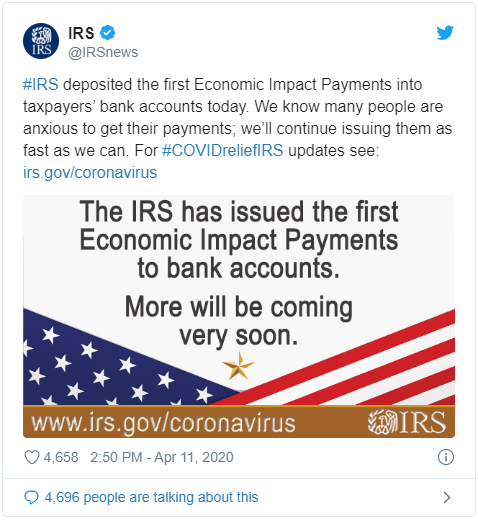 IRS
@IRSnews
IRS
#IRS deposited the first Economic Impact Payments into
taxpayers’ bank accounts today. We know many people are
anxious to get their payments; we’ll continue issuing them as
fast as we can. For #COVIDreliefIRS updates see:
irs.gov/coronavirus
The IRS has issued the first
Economic Impact Payments
to bank accounts.
More will be coming
very soon.
www.irs.gov/coronavirus
IRS
4,658 2:50 PM - Apr 11, 2020
4,696 people are talking about this